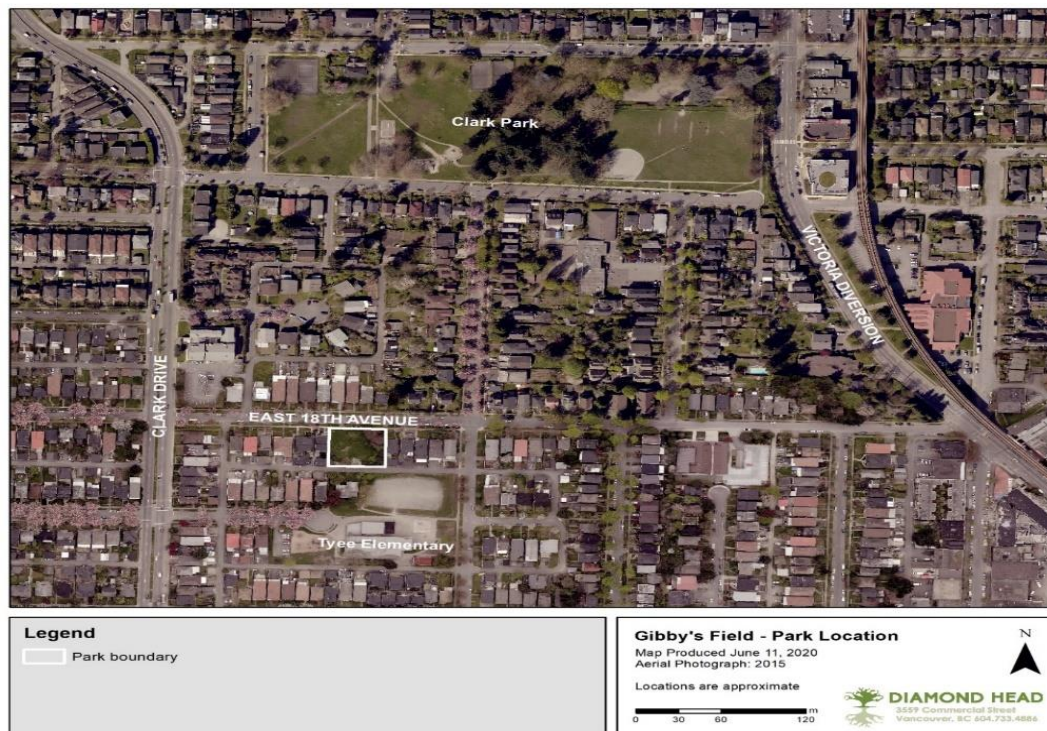 Clark Park
VICTORIA DIVERSION
CLARK DRIVE
EAST 18TH AVENUE
Tyee Elementary
Legend
Park boundary
Gibby's Field - Park Location
Map Produced June 11, 2020
Aerial Photograph: 2015
Locations are approximate
0 30 60 120 m
N
DIAMOND HEAD
3559 Commercial Street
Vancouver, BC 604.733.4886